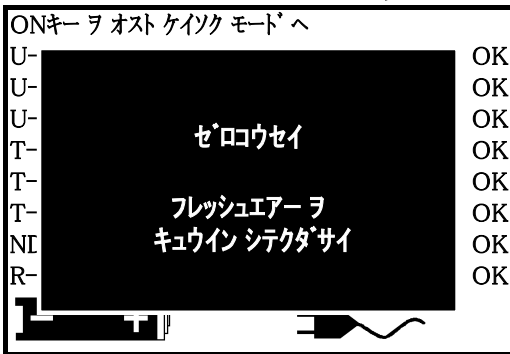 ONキー ヲ オスト ケイソク モード ヘ
U- OK
U- OK
U- OK
T- OK
T- OK
T- OK
ND OK
R- OK
ゼロコウセイ
フレッシュエアー ヲ
キュウイン シテクダサイ